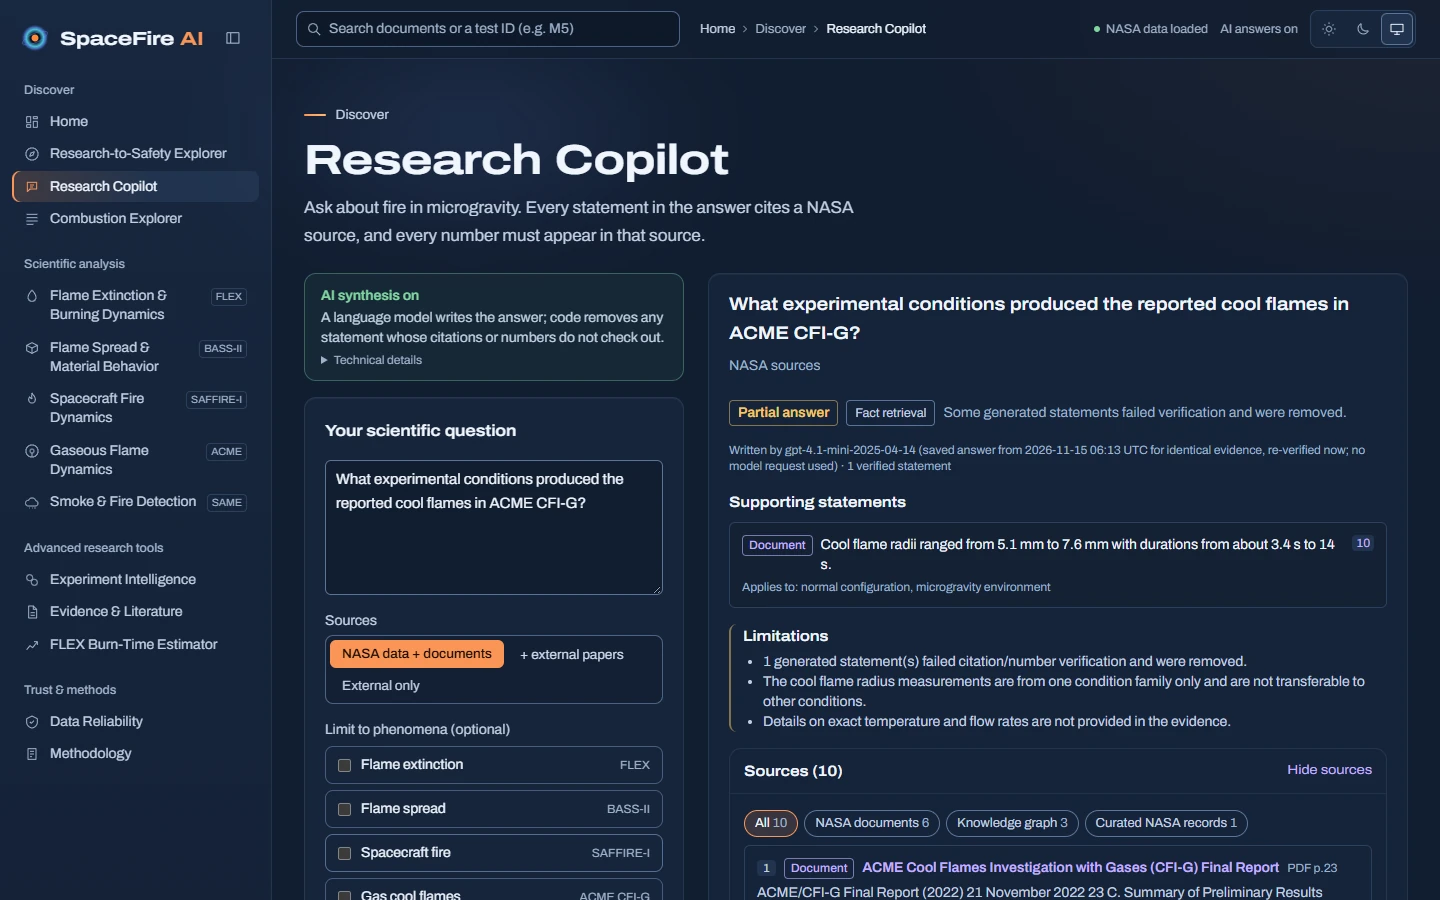 SpaceFire AI
Discover
Home
Research-to-Safety Explorer
Research Copilot
Combustion Explorer
Scientific analysis
Flame Extinction & Burning Dynamics FLEX
Flame Spread & Material Behavior BASS-II
Spacecraft Fire Dynamics SAFFIRE-I
Gaseous Flame Dynamics ACME
Smoke & Fire Detection SAME
Advanced research tools
Experiment Intelligence
Evidence & Literature
FLEX Burn-Time Estimator
Trust & methods
Data Reliability
Methodology
Search documents or a test ID (e.g. M5)
Home › Discover › Research Copilot
NASA data loaded AI answers on
Discover
Research Copilot
Ask about fire in microgravity. Every statement in the answer cites a NASA
source, and every number must appear in that source.
AI synthesis on
A language model writes the answer; code removes any
statement whose citations or numbers do not check out.
Technical details
Your scientific question
What experimental conditions produced the
reported cool flames in ACME CFI-G?
Sources
NASA data + documents + external papers
External only
Limit to phenomena (optional)
Flame extinction FLEX
Flame spread BASS-II
Spacecraft fire SAFFIRE-I
Gas cool flames ACME CFI-G
What experimental conditions produced the reported cool flames in
ACME CFI-G?
NASA sources
Partial answer Fact retrieval Some generated statements failed verification and were removed.
Written by gpt-4.1-mini-2025-04-14 (saved answer from 2026-11-15 06:13 UTC for identical evidence, re-verified now; no
model request used) · 1 verified statement
Supporting statements
Document Cool flame radii ranged from 5.1 mm to 7.6 mm with durations from about 3.4 s to 14 10
s.
Applies to: normal configuration, microgravity environment
Limitations
• 1 generated statement(s) failed citation/number verification and were removed.
• The cool flame radius measurements are from one condition family only and are not transferable to
other conditions.
• Details on exact temperature and flow rates are not provided in the evidence.
Sources (10) Hide sources
All 10 NASA documents 6 Knowledge graph 3 Curated NASA records 1
1 Document ACME Cool Flames Investigation with Gases (CFI-G) Final Report PDF p.23
ACME/CFI-G Final Report (2022) 21 November 2022 23 C. Summary of Preliminary Results